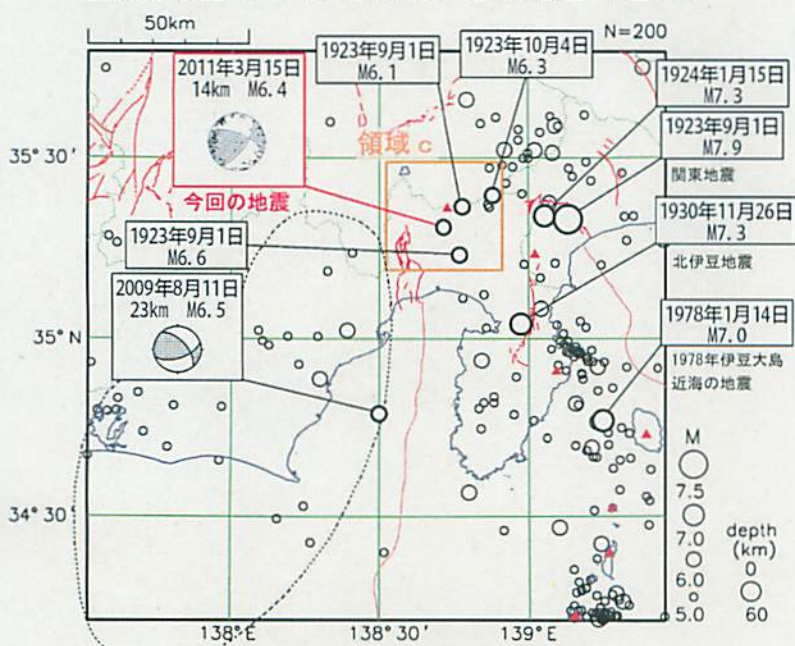 50km
N=200
1923年9月1日
M6.1
1923年10月4日
M6.3
2011年3月15日
14km M6.4
1924年1月15日
M7.3
1923年9月1日
M7.9
関東地震
領域c
今回の地震
1930年11月26日
M7.3
北伊豆地震
1923年9月1日
M6.6
2009年8月11日
23km M6.5
1978年1月14日
M7.0
1978年伊豆大島
近海の地震
35°30′
35°N
34°30′
138°E
138°30′
139°E
M
7.5
7.0
6.0
5.0
depth
(km)
0
60